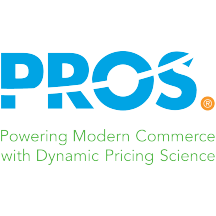 PROS®
Powering Modern Commerce
with Dynamic Pricing Science